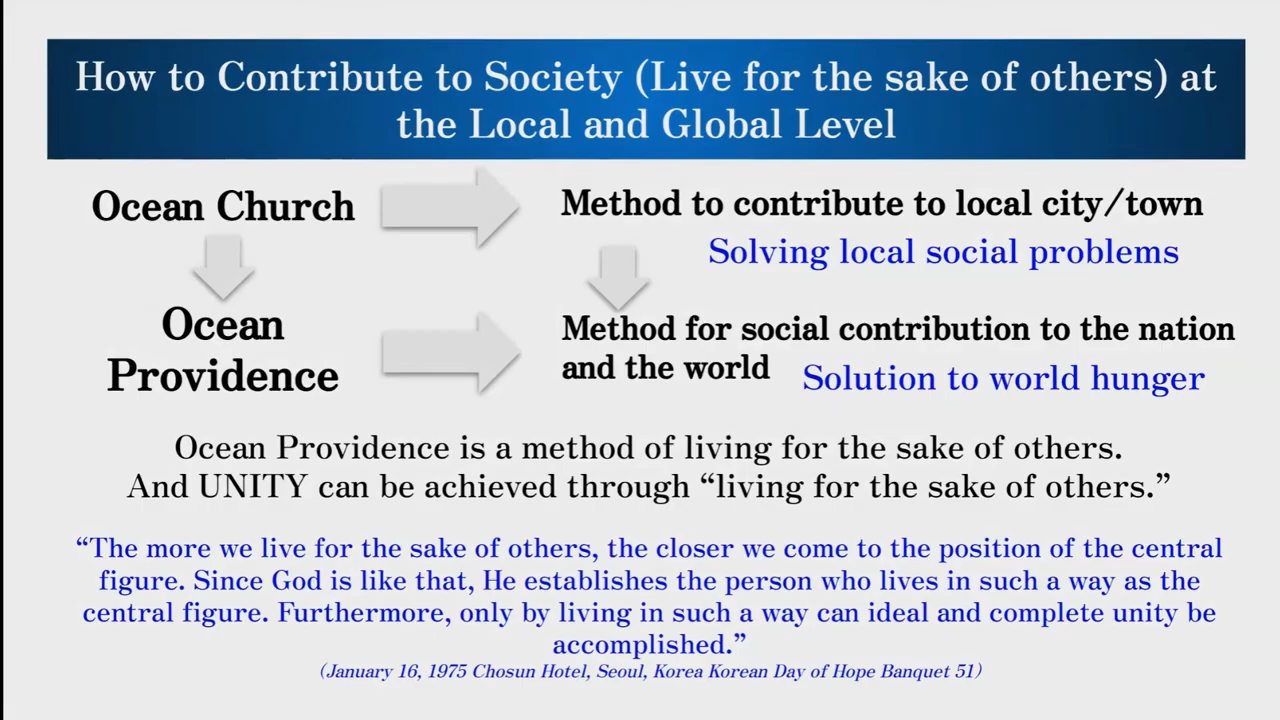 How to Contribute to Society (Live for the sake of others) at
the Local and Global Level
Ocean Church
Method to contribute to local city/town
Solving local social problems
Ocean
Providence
Method for social contribution to the nation
and the world
Solution to world hunger
Ocean Providence is a method of living for the sake of others.
And UNITY can be achieved through “living for the sake of others.”
“The more we live for the sake of others, the closer we come to the position of the central
figure. Since God is like that, He establishes the person who lives in such a way as the
central figure. Furthermore, only by living in such a way can ideal and complete unity be
accomplished.”
(January 16, 1975 Chosun Hotel, Seoul, Korea Korean Day of Hope Banquet 51)